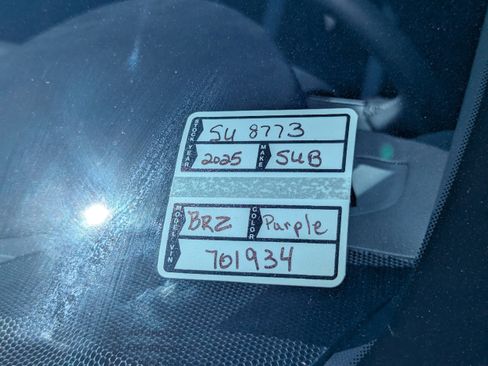 STOCK SU 8773
YEAR 2025 MAKE SUB
MODEL BRZ COLOR Purple
VIN 701934